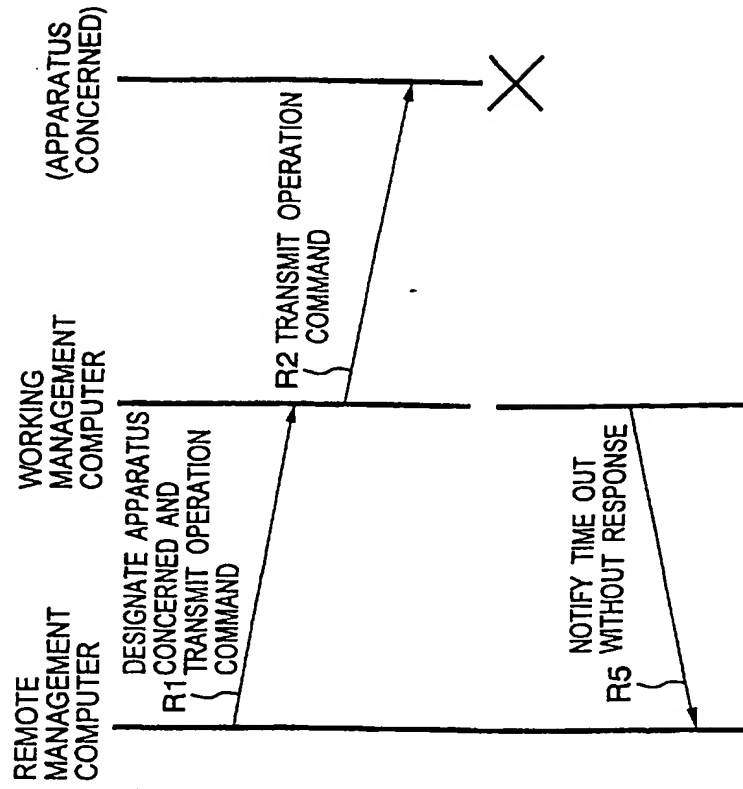 REMOTE
MANAGEMENT
COMPUTER
WORKING
MANAGEMENT
COMPUTER
(APPARATUS
CONCERNED)
DESIGNATE APPARATUS
CONCERNED AND
TRANSMIT OPERATION
COMMAND
R1
R2 TRANSMIT OPERATION
COMMAND
NOTIFY TIME OUT
WITHOUT RESPONSE
R5